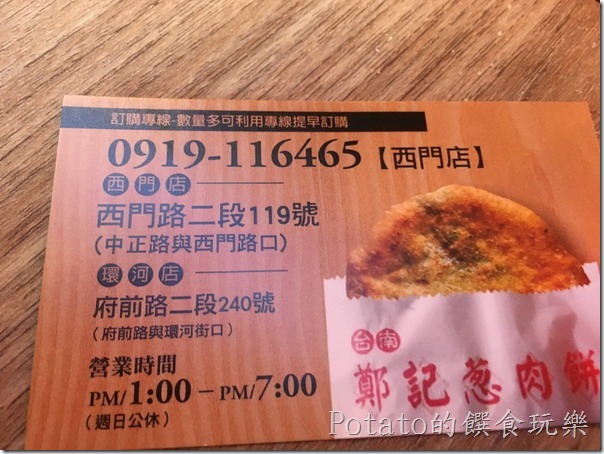 訂購專線-數量多可利用專線提早訂購
0919-116465【西門店】
西門店
西門路二段119號
(中正路與西門路口)
環河店
府前路二段240號
(府前路與環河街口)
營業時間
PM/1:00－PM/7:00
(週日公休)
台南
鄭記蔥肉餅
Potato的饌食玩樂